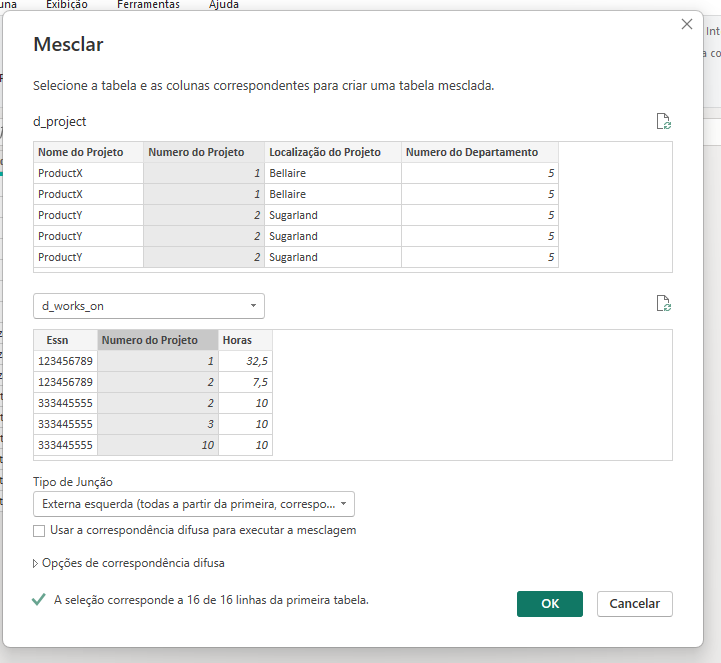 una Exibição Ferramentas Ajuda
Int
Mesclar
a co
Selecione a tabela e as colunas correspondentes para criar uma tabela mesclada.
d_project
Nome do Projeto Numero do Projeto Localização do Projeto Numero do Departamento
ProductX 1 Bellaire 5
ProductX 1 Bellaire 5
ProductY 2 Sugarland 5
ProductY 2 Sugarland 5
ProductY 2 Sugarland 5
d_works_on
Essn Numero do Projeto Horas
123456789 1 32,5
123456789 2 7,5
333445555 2 10
333445555 3 10
333445555 10 10
Tipo de Junção
Externa esquerda (todas a partir da primeira, correspo...
Usar a correspondência difusa para executar a mesclagem
Opções de correspondência difusa
A seleção corresponde a 16 de 16 linhas da primeira tabela.
OK Cancelar